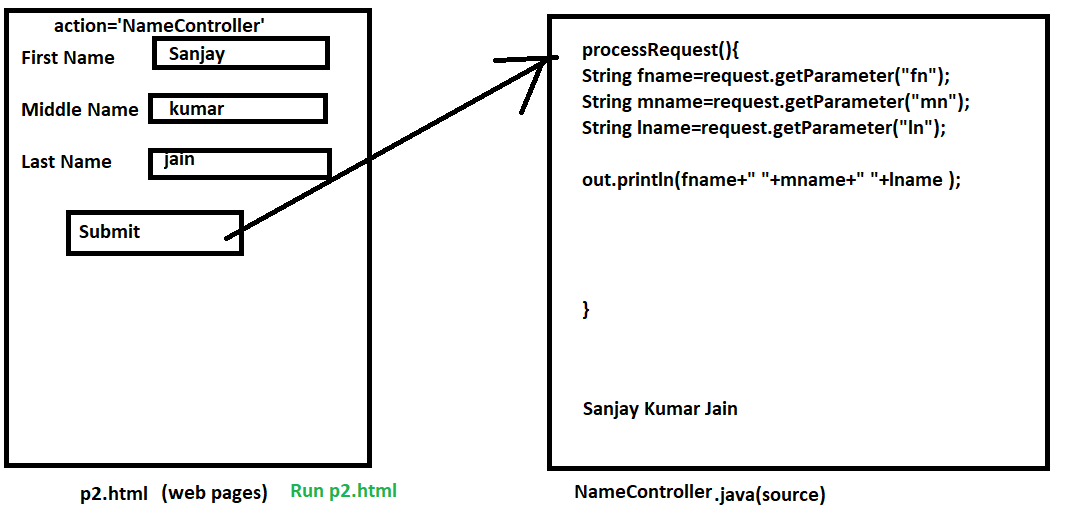 action='NameController'
First Name
Sanjay
Middle Name
kumar
Last Name
jain
Submit
p2.html (web pages) Run p2.html
processRequest(){
String fname=request.getParameter("fn");
String mname=request.getParameter("mn");
String lname=request.getParameter("ln");
out.println(fname+" "+mname+" "+lname );
}
Sanjay Kumar Jain
NameController.java(source)